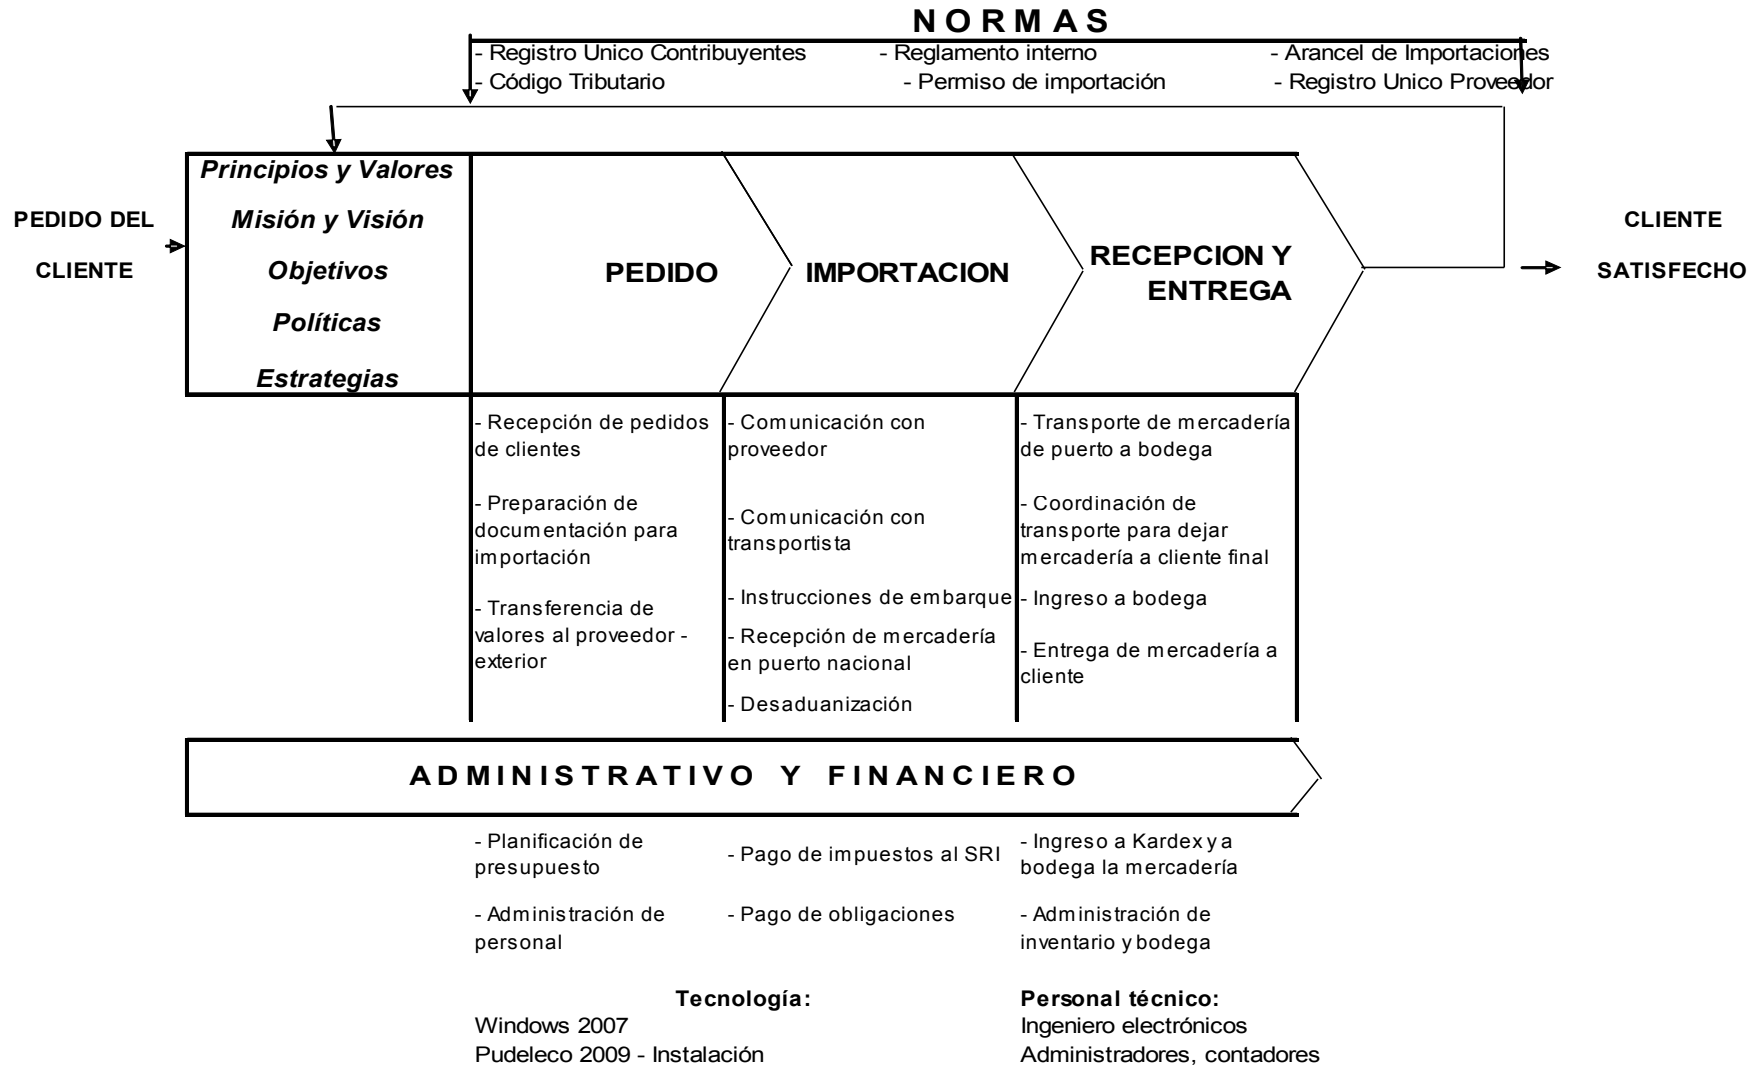 NORMAS
- Registro Unico Contribuyentes - Reglamento interno - Arancel de Importaciones
- Código Tributario - Permiso de importación - Registro Unico Proveedor
PEDIDO DEL
CLIENTE
Principios y Valores
Misión y Visión
Objetivos
Políticas
Estrategias
PEDIDO
IMPORTACION
RECEPCION Y
ENTREGA
CLIENTE
SATISFECHO
- Recepción de pedidos
de clientes
- Preparación de
documentación para
importación
- Transferencia de
valores al proveedor -
exterior
- Comunicación con
proveedor
- Comunicación con
transportista
- Instrucciones de embarque
- Recepción de mercadería
en puerto nacional
- Desaduanización
- Transporte de mercadería
de puerto a bodega
- Coordinación de
transporte para dejar
mercadería a cliente final
- Ingreso a bodega
- Entrega de mercadería a
cliente
ADMINISTRATIVO Y FINANCIERO
- Planificación de
presupuesto
- Administración de
personal
- Pago de impuestos al SRI
- Pago de obligaciones
- Ingreso a Kardex y a
bodega la mercadería
- Administración de
inventario y bodega
Tecnología:
Windows 2007
Pudeleco 2009 - Instalación
Personal técnico:
Ingeniero electrónicos
Administradores, contadores